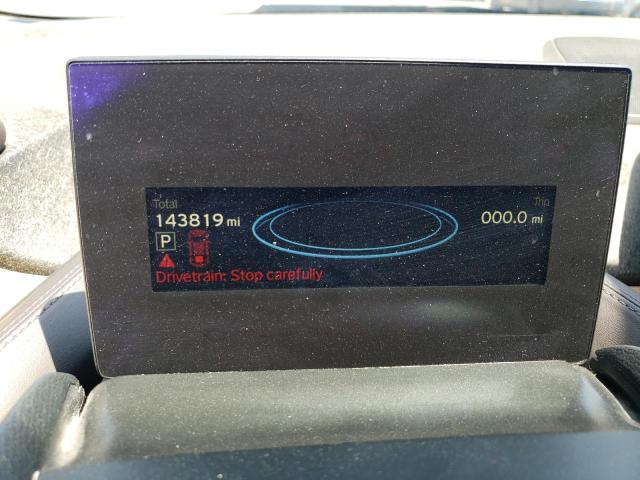 Total
143819 mi
Trip
000.0 mi
P
Drivetrain: Stop carefully